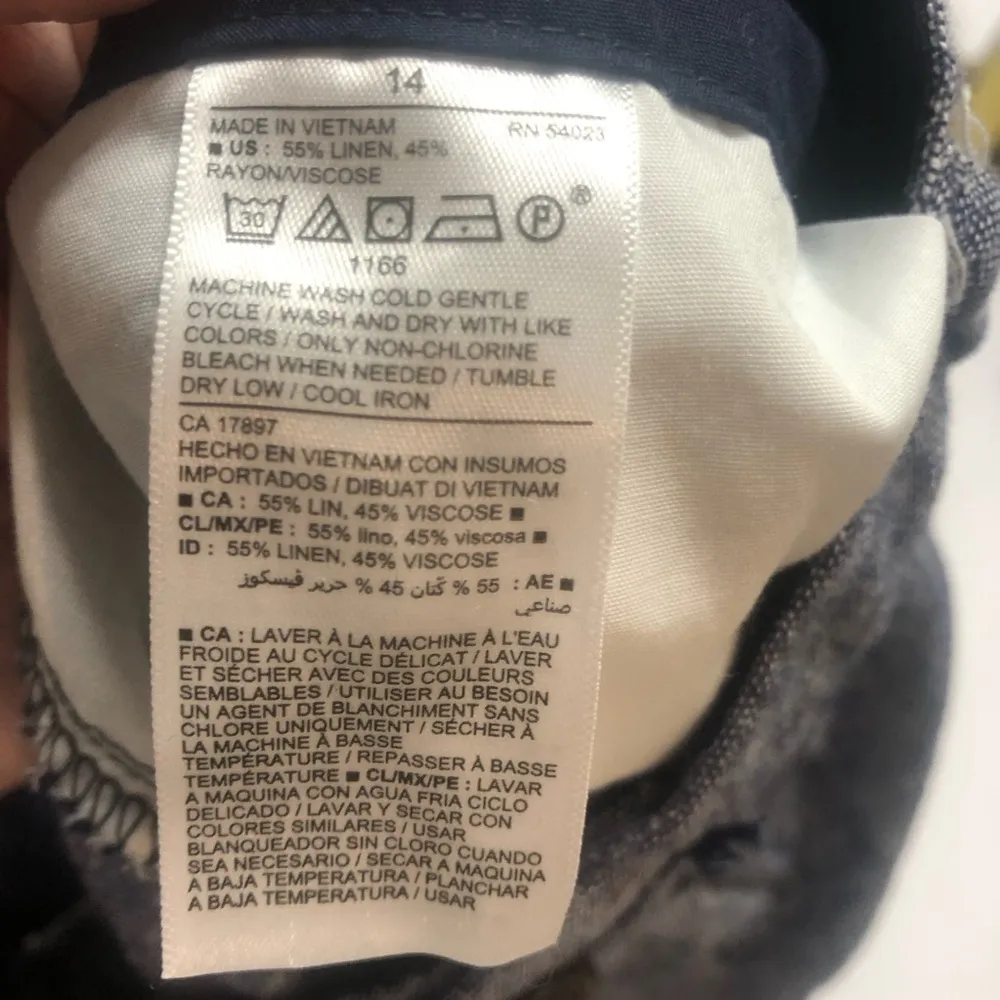 14
MADE IN VIETNAM RN 54023
■ US : 55% LINEN, 45%
RAYON/VISCOSE
30 P ®
1166
MACHINE WASH COLD GENTLE
CYCLE / WASH AND DRY WITH LIKE
COLORS / ONLY NON-CHLORINE
BLEACH WHEN NEEDED / TUMBLE
DRY LOW / COOL IRON
CA 17897
HECHO EN VIETNAM CON INSUMOS
IMPORTADOS / DIBUAT DI VIETNAM
■ CA : 55% LIN, 45% VISCOSE ■
CL/MX/PE : 55% lino, 45% viscosa ■
ID : 55% LINEN, 45% VISCOSE
■ AE : 55 % كتّان 45 % حرير فيسكوز
صناعي
■ CA : LAVER À LA MACHINE À L'EAU
FROIDE AU CYCLE DÉLICAT / LAVER
ET SÉCHER AVEC DES COULEURS
SEMBLABLES / UTILISER AU BESOIN
UN AGENT DE BLANCHIMENT SANS
CHLORE UNIQUEMENT / SÉCHER À
LA MACHINE À BASSE
TEMPÉRATURE / REPASSER À BASSE
TEMPÉRATURE ■ CL/MX/PE : LAVAR
A MAQUINA CON AGUA FRIA CICLO
DELICADO / LAVAR Y SECAR CON
COLORES SIMILARES / USAR
BLANQUEADOR SIN CLORO CUANDO
SEA NECESARIO / SECAR A MAQUINA
A BAJA TEMPERATURA / PLANCHAR
A BAJA TEMPERATURA / USAR